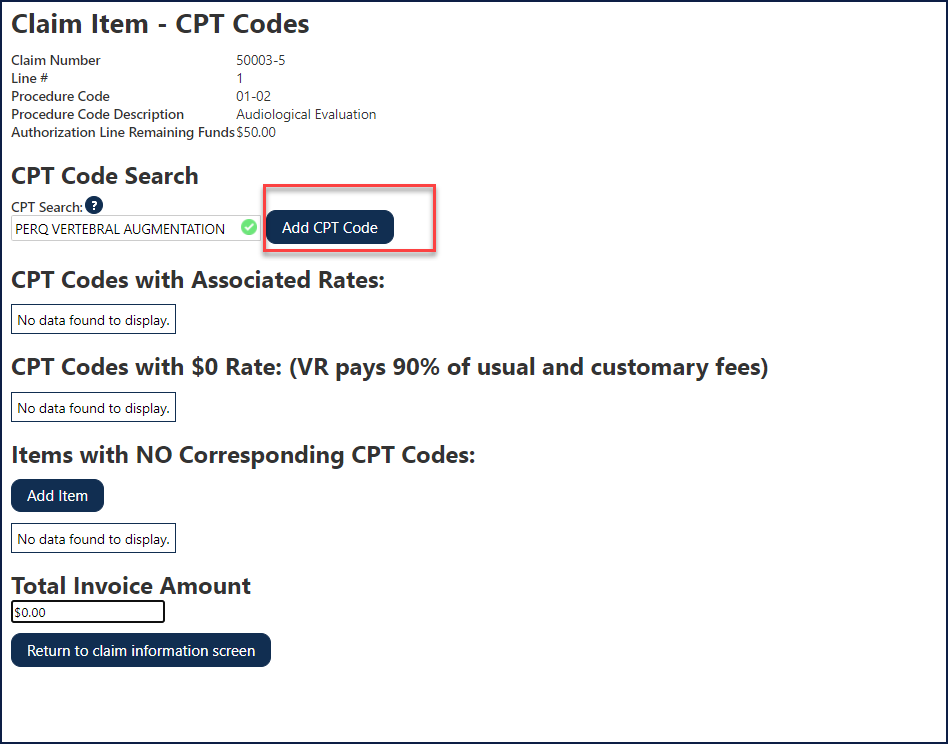 Claim Item - CPT Codes
Claim Number 50003-5
Line # 1
Procedure Code 01-02
Procedure Code Description Audiological Evaluation
Authorization Line Remaining Funds $50.00
CPT Code Search
CPT Search: ?
PERQ VERTEBRAL AUGMENTATION Add CPT Code
CPT Codes with Associated Rates:
No data found to display.
CPT Codes with $0 Rate: (VR pays 90% of usual and customary fees)
No data found to display.
Items with NO Corresponding CPT Codes:
Add Item
No data found to display.
Total Invoice Amount
$0.00
Return to claim information screen